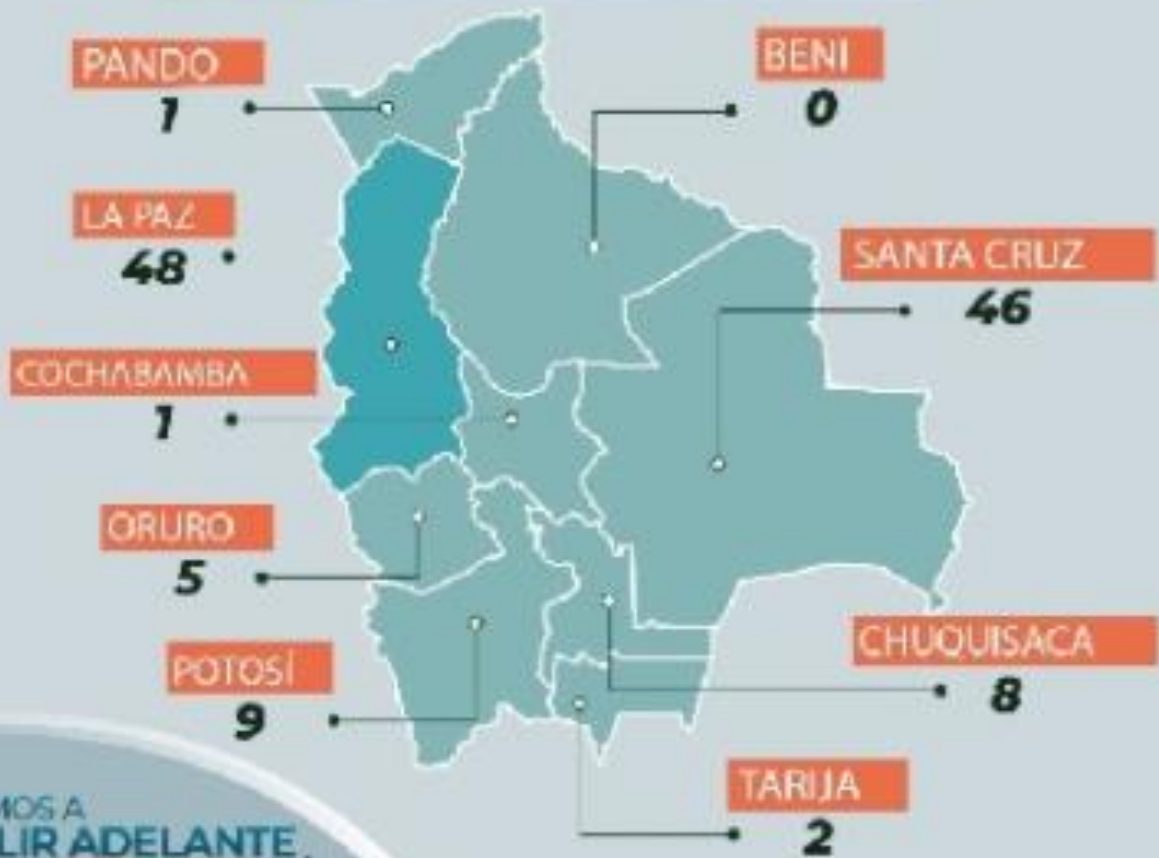 PANDO
1
BENI
0
LA PAZ
48
SANTA CRUZ
46
COCHABAMBA
1
ORURO
5
CHUQUISACA
8
POTOSÍ
9
TARIJA
2
MOS A
LIR ADELANTE